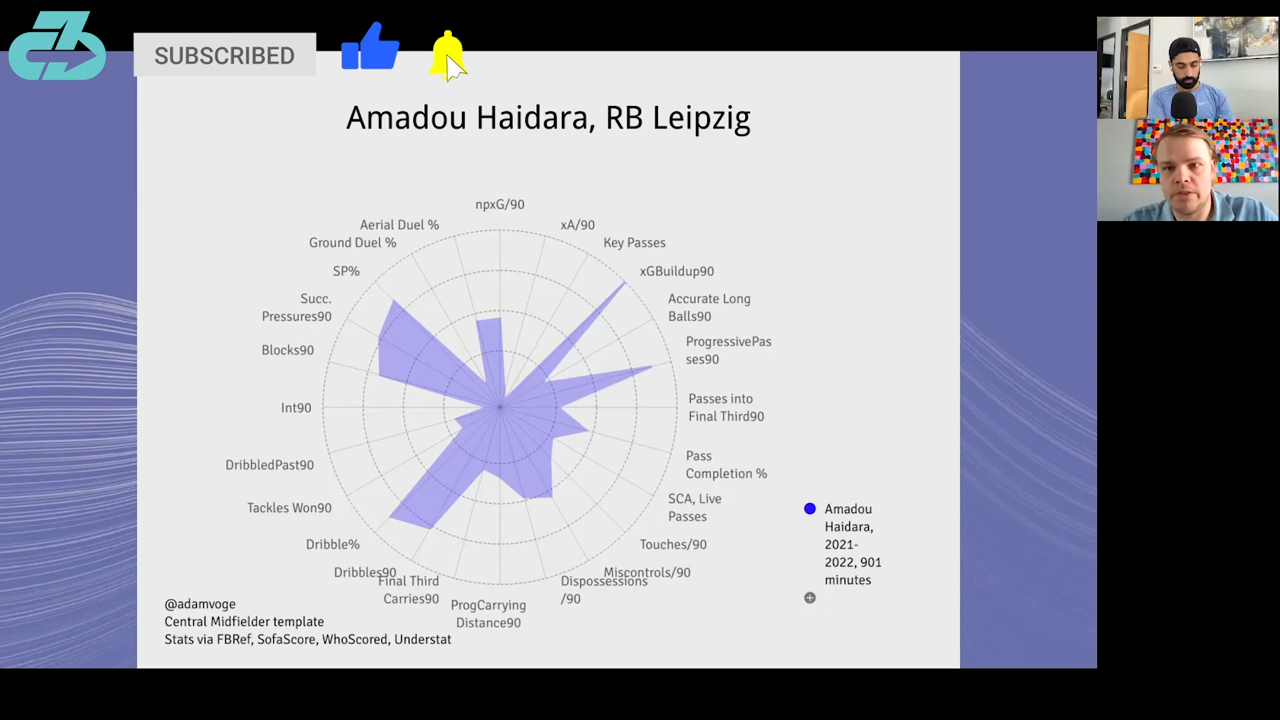 SUBSCRIBED
Amadou Haidara, RB Leipzig
npxG/90
xA/90
Key Passes
xGBuildup90
Accurate Long
Balls90
ProgressivePas
ses90
Passes into
Final Third90
Pass
Completion %
SCA, Live
Passes
Touches/90
Miscontrols/90
Dispossessions
/90
ProgCarrying
Distance90
Final Third
Carries90
Dribbles90
Dribble%
Tackles Won90
DribbledPast90
Int90
Blocks90
Succ.
Pressures90
SP%
Ground Duel %
Aerial Duel %
Amadou
Haidara,
2021-
2022, 901
minutes
@adamvoge
Central Midfielder template
Stats via FBRef, SofaScore, WhoScored, Understat